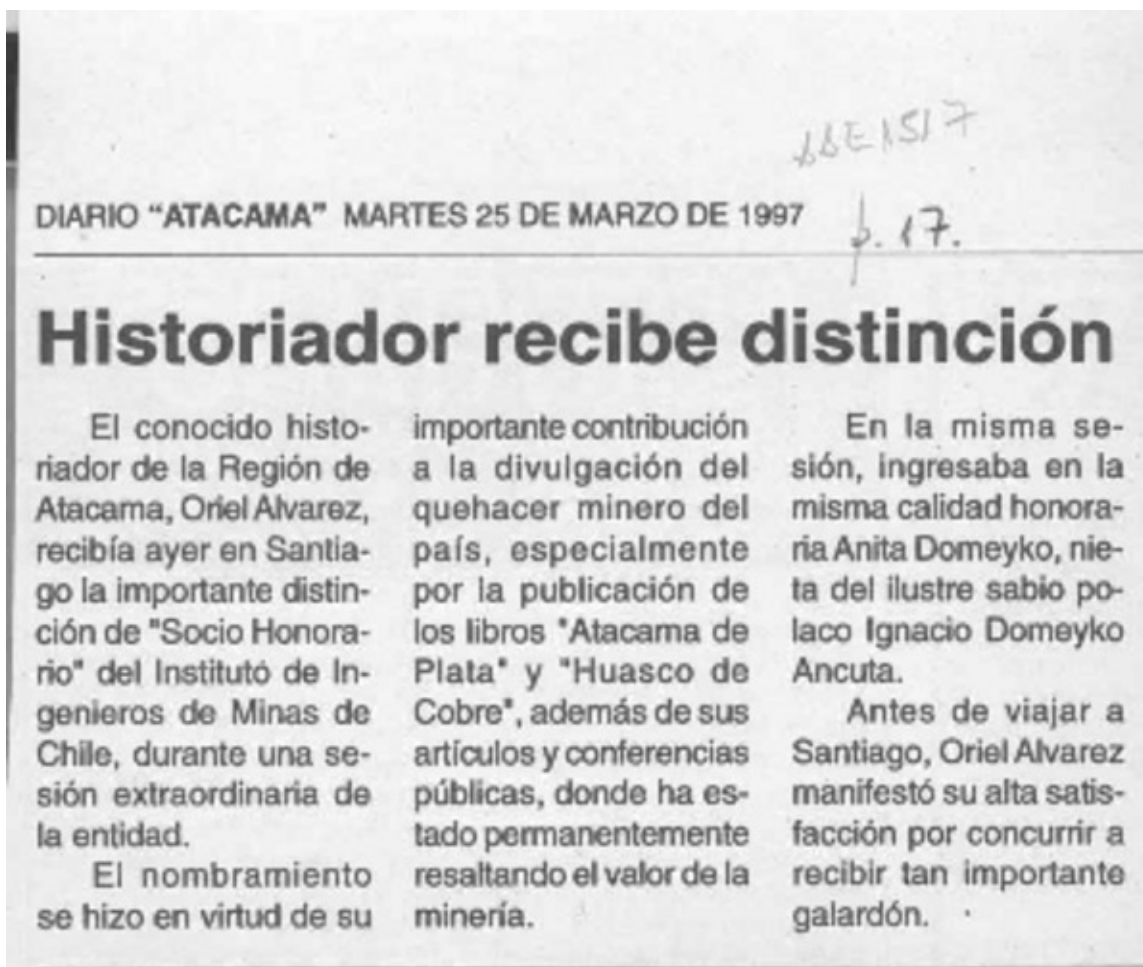 DIARIO "ATACAMA" MARTES 25 DE MARZO DE 1997
p. 17.
Historiador recibe distinción
El conocido histo-
riador de la Región de
Atacama, Oriel Alvarez,
recibía ayer en Santia-
go la importante distin-
ción de "Socio Honora-
rio" del Instituto de In-
genieros de Minas de
Chile, durante una se-
sión extraordinaria de
la entidad.
El nombramiento
se hizo en virtud de su
importante contribución
a la divulgación del
quehacer minero del
país, especialmente
por la publicación de
los libros "Atacama de
Plata" y "Huasco de
Cobre", además de sus
artículos y conferencias
públicas, donde ha es-
tado permanentemente
resaltando el valor de la
minería.
En la misma se-
sión, ingresaba en la
misma calidad honora-
ria Anita Domeyko, nie-
ta del ilustre sabio po-
laco Ignacio Domeyko
Ancuta.
Antes de viajar a
Santiago, Oriel Alvarez
manifestó su alta satis-
facción por concurrir a
recibir tan importante
galardón.